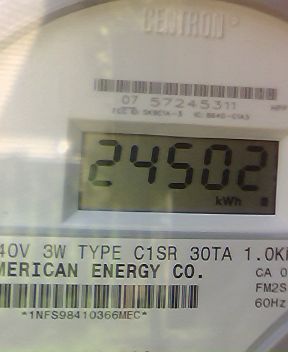 CENTRON®
07 57245311
24502
kWh
40V 3W TYPE C1SR 30TA 1.0K
MERICAN ENERGY CO.
CA 0
FM2S
60Hz
*1NFS98410366MEC*